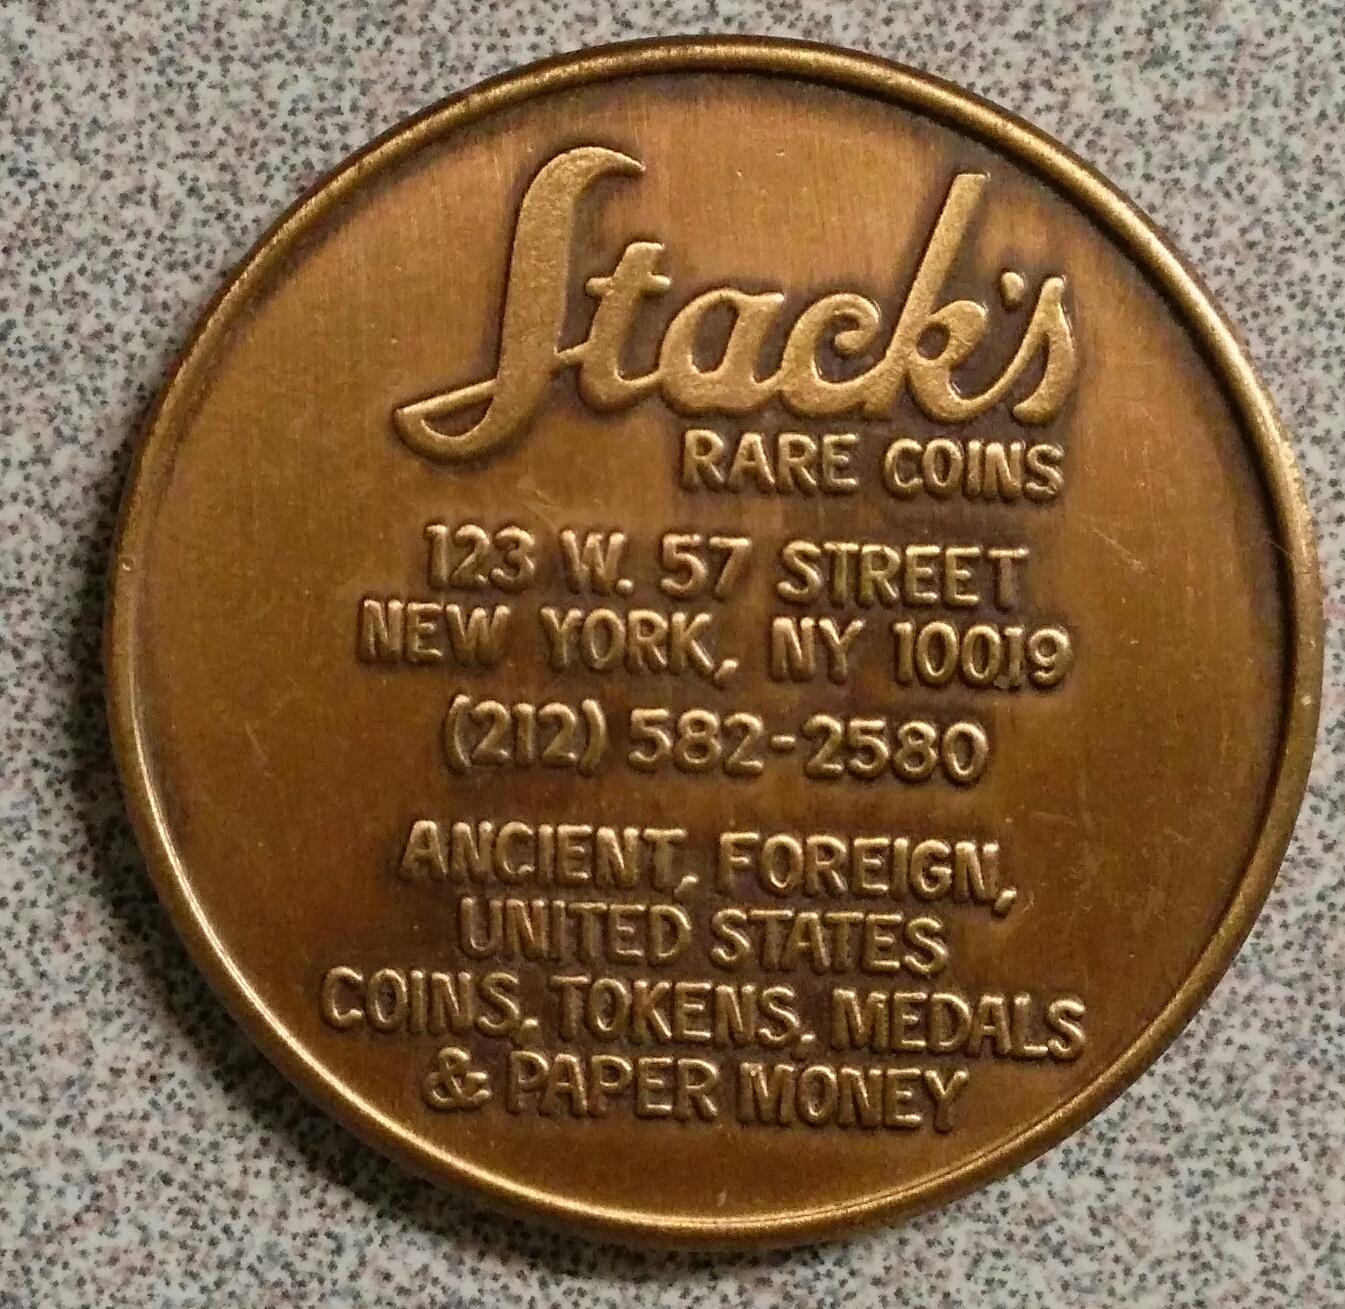 Stack's
RARE COINS
123 W. 57 STREET
NEW YORK, NY 10019
(212) 582-2580
ANCIENT, FOREIGN,
UNITED STATES
COINS, TOKENS, MEDALS
& PAPER MONEY